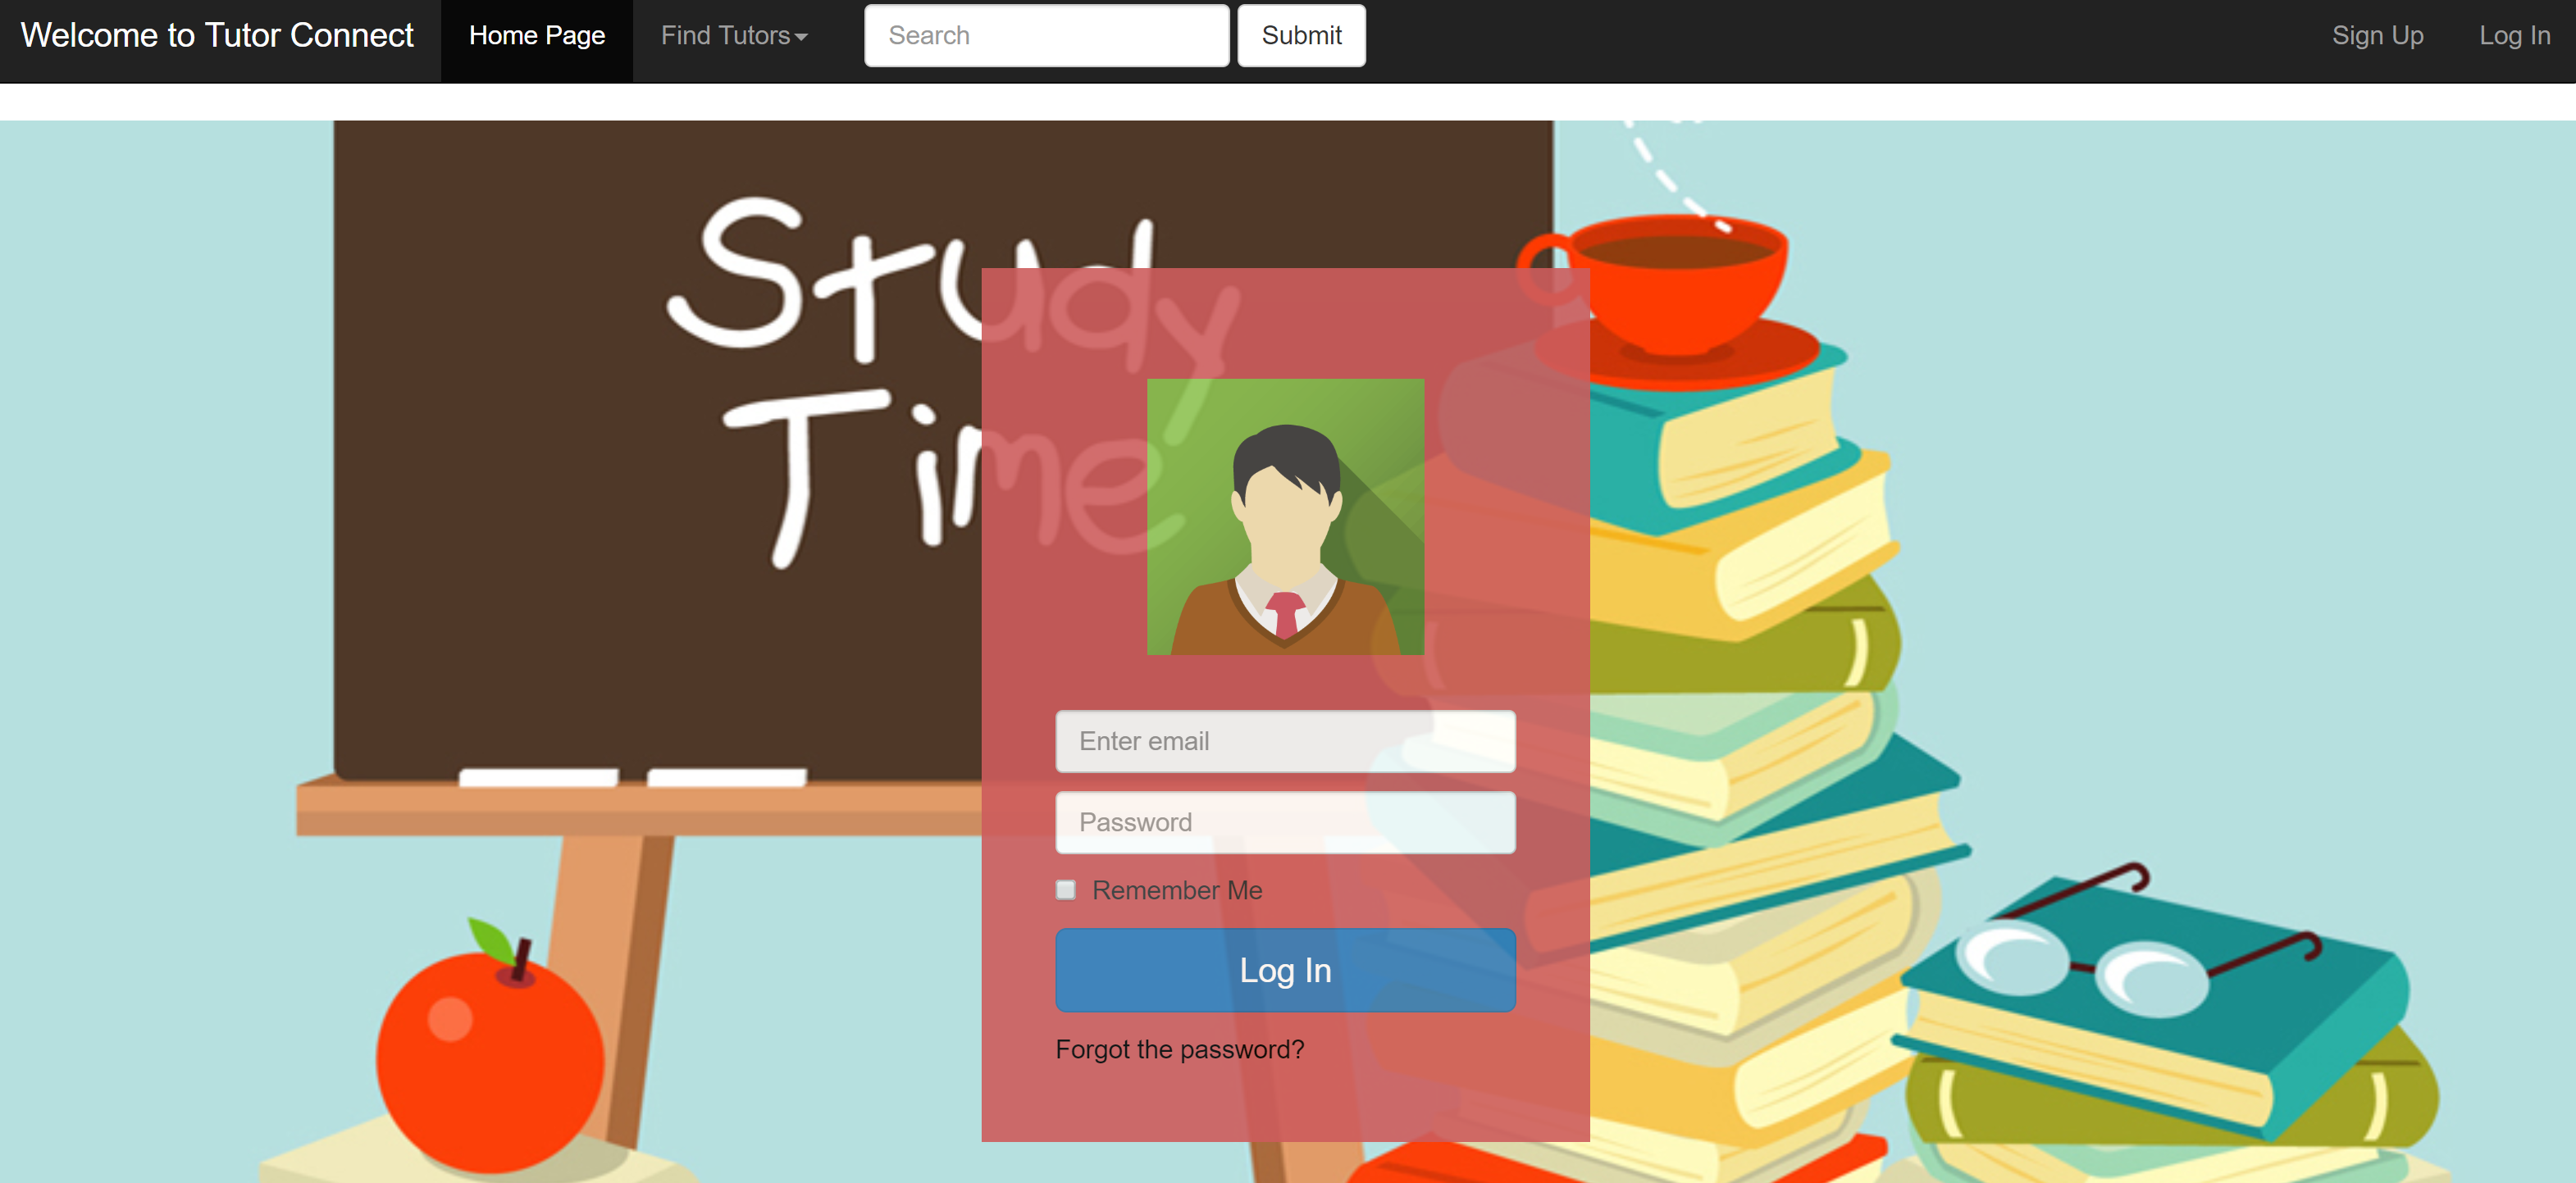 Welcome to Tutor Connect Home Page Find Tutors Search Submit Sign Up Log In
Study
Time
Enter email
Password
Remember Me
Log In
Forgot the password?